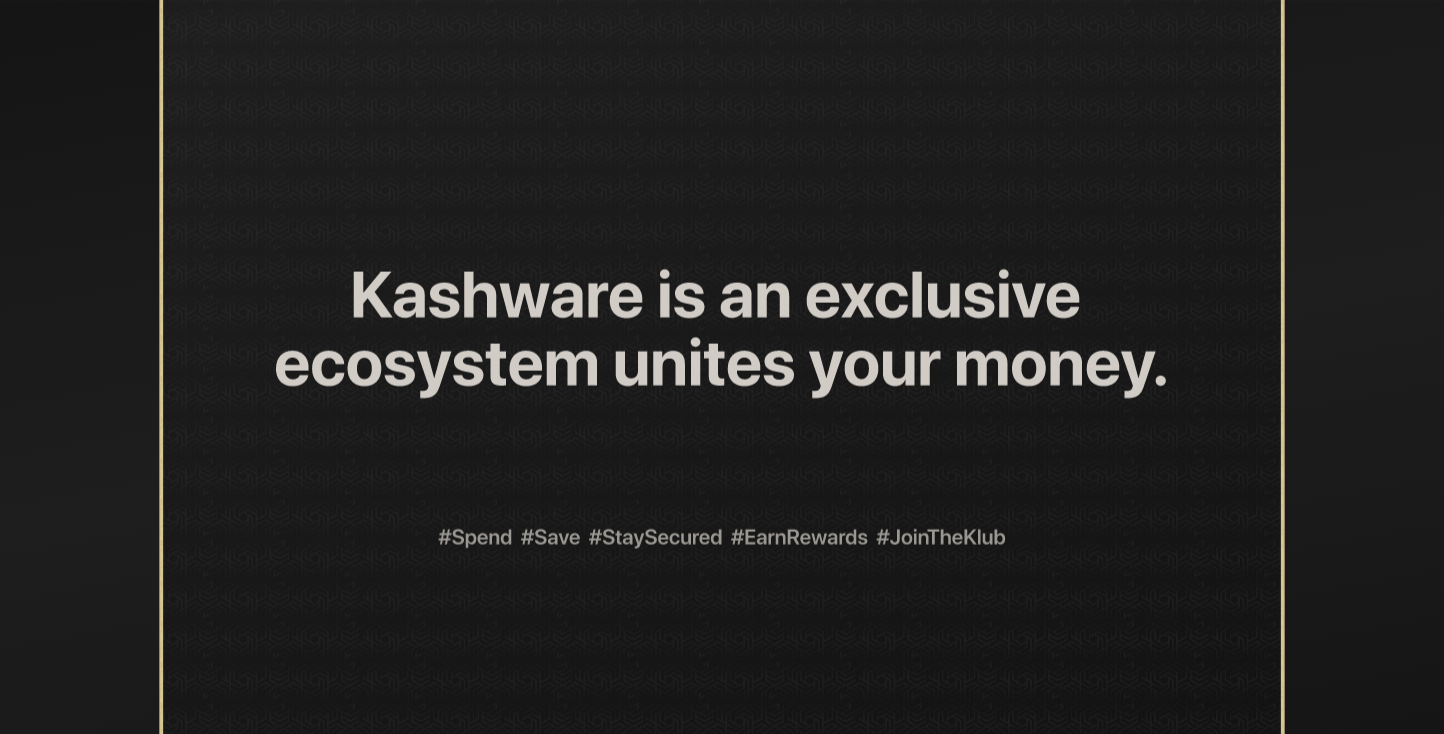 Kashware is an exclusive
ecosystem unites your money.
#Spend #Save #StaySecured #EarnRewards #JoinTheKlub